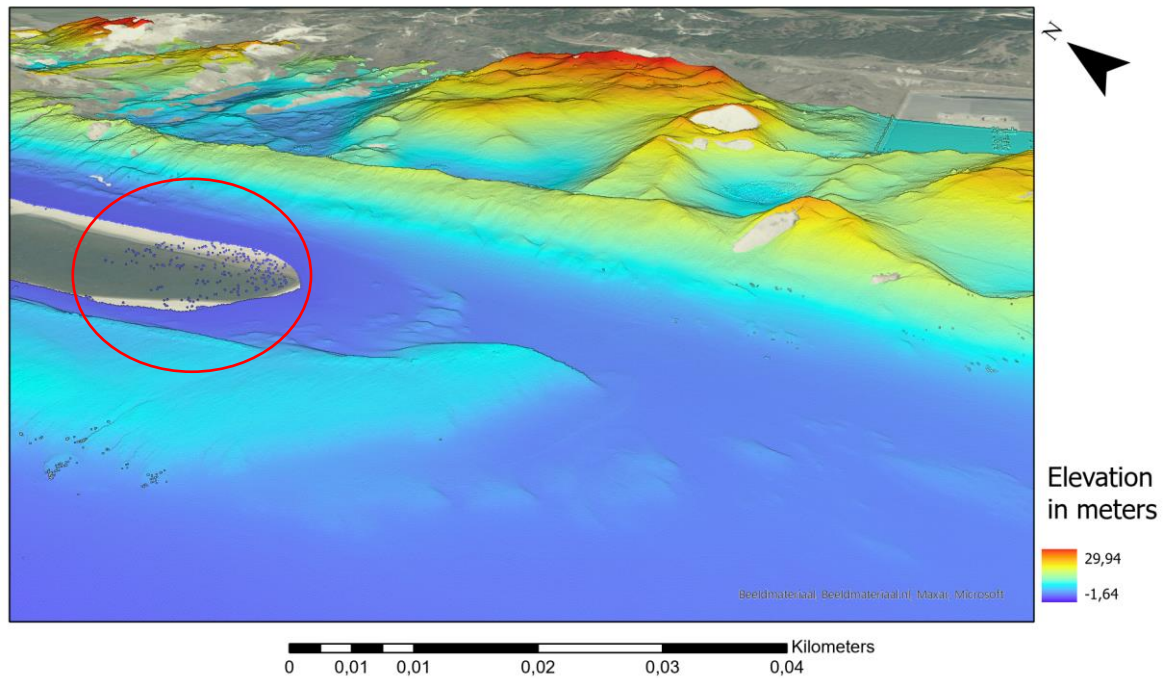 N
Elevation
in meters
29,94
-1,64
Beeldmateriaal, Beeldmateriaal.nl, Maxar, Microsoft
Kilometers
0 0,01 0,01 0,02 0,03 0,04